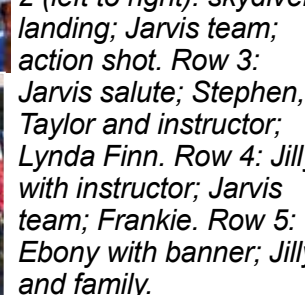 2 (left to right): skydiver
landing; Jarvis team;
action shot. Row 3:
Jarvis salute; Stephen,
Taylor and instructor;
Lynda Finn. Row 4: Jilly
with instructor; Jarvis
team; Frankie. Row 5:
Ebony with banner; Jilly
and family.